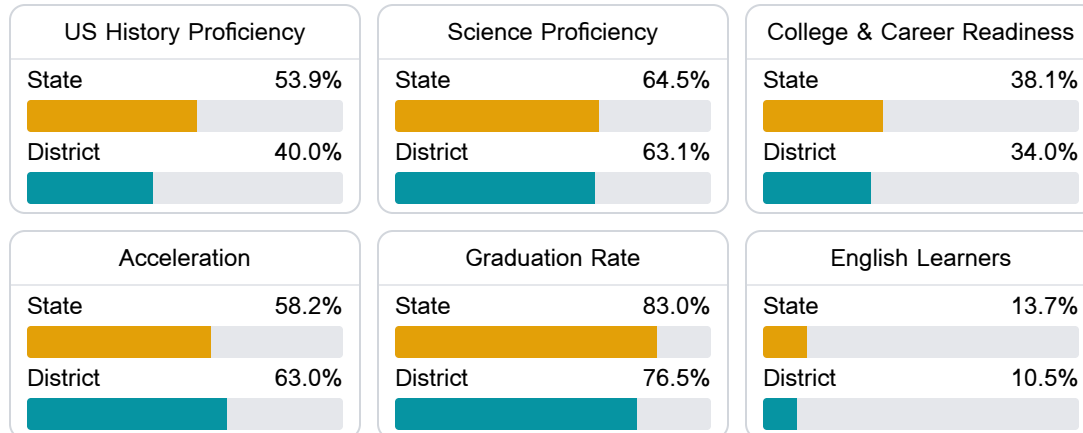 US History Proficiency
State 53.9%
District 40.0%
Science Proficiency
State 64.5%
District 63.1%
College & Career Readiness
State 38.1%
District 34.0%
Acceleration
State 58.2%
District 63.0%
Graduation Rate
State 83.0%
District 76.5%
English Learners
State 13.7%
District 10.5%